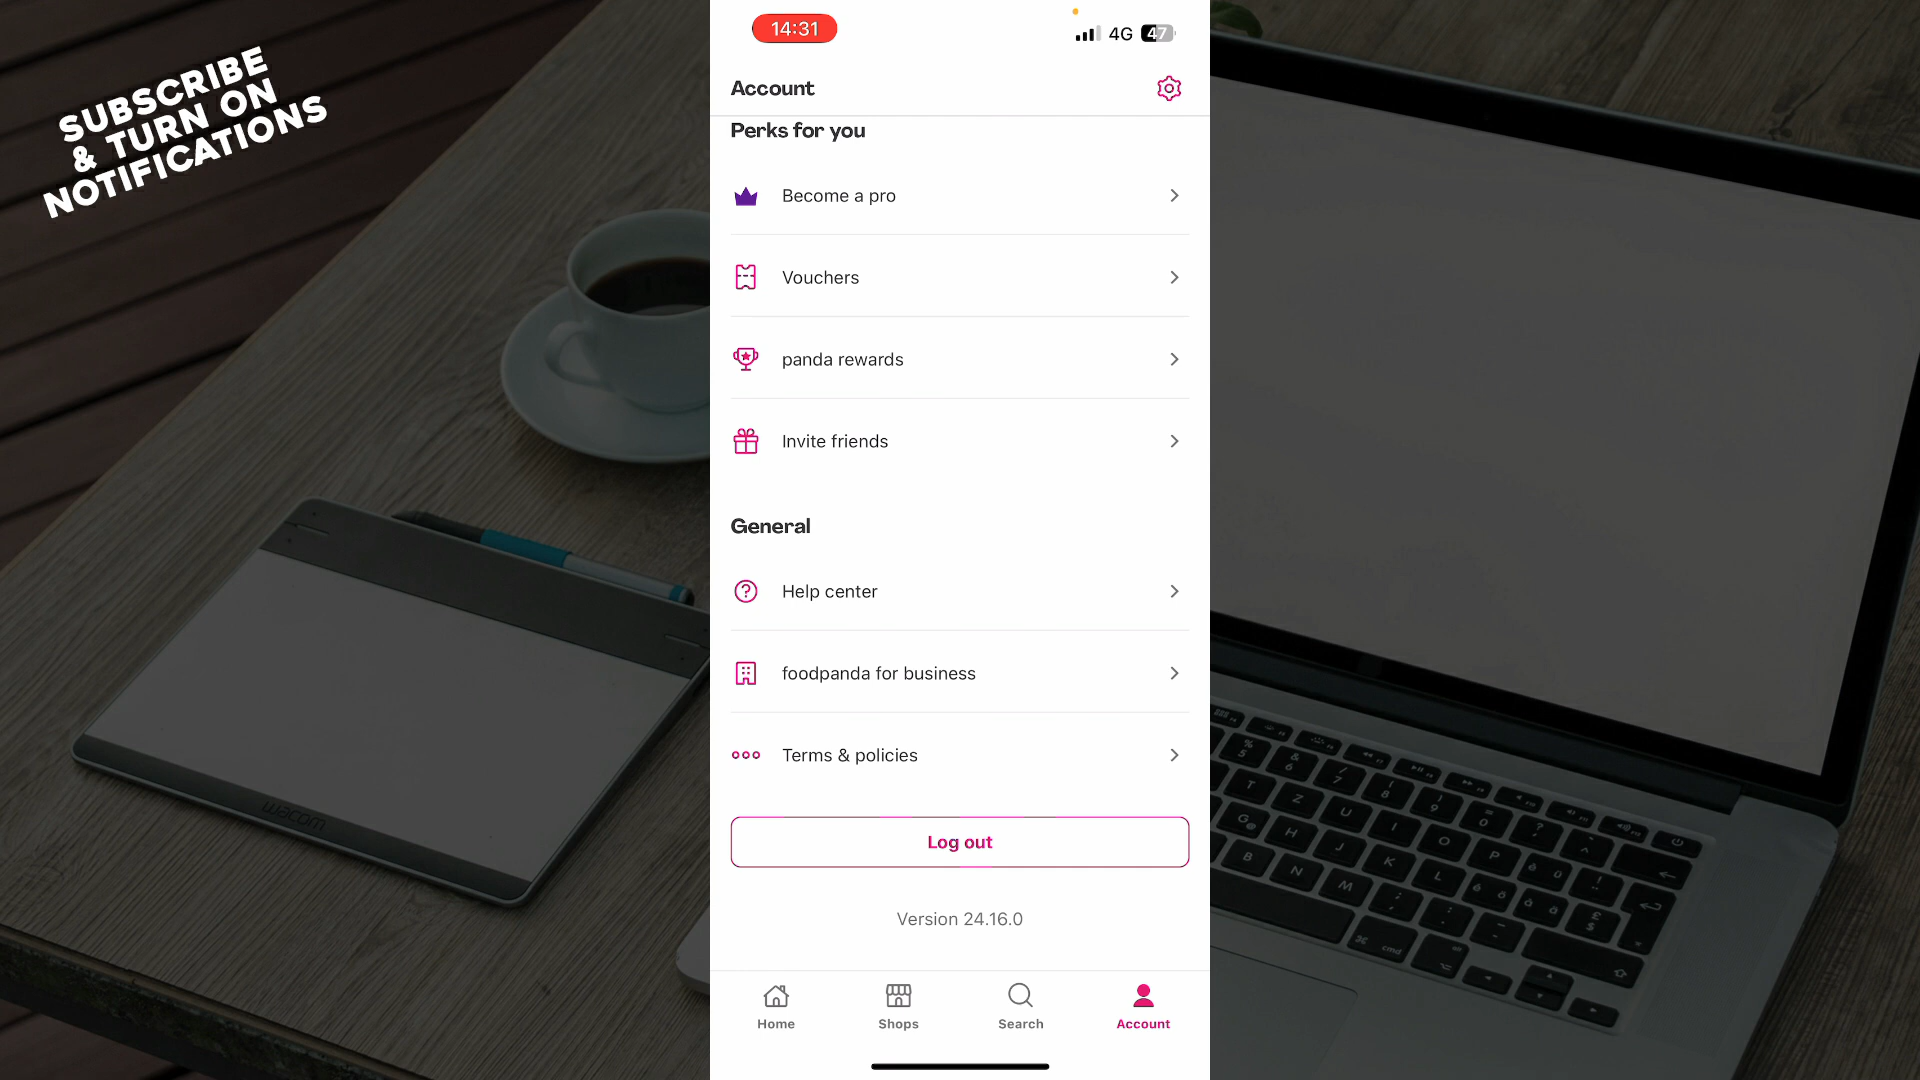 SUBSCRIBE
& TURN ON
NOTIFICATIONS
14:31
4G 47
Account
Perks for you
Become a pro
Vouchers
panda rewards
Invite friends
General
Help center
foodpanda for business
Terms & policies
Log out
Version 24.16.0
Home Shops Search Account
wacom